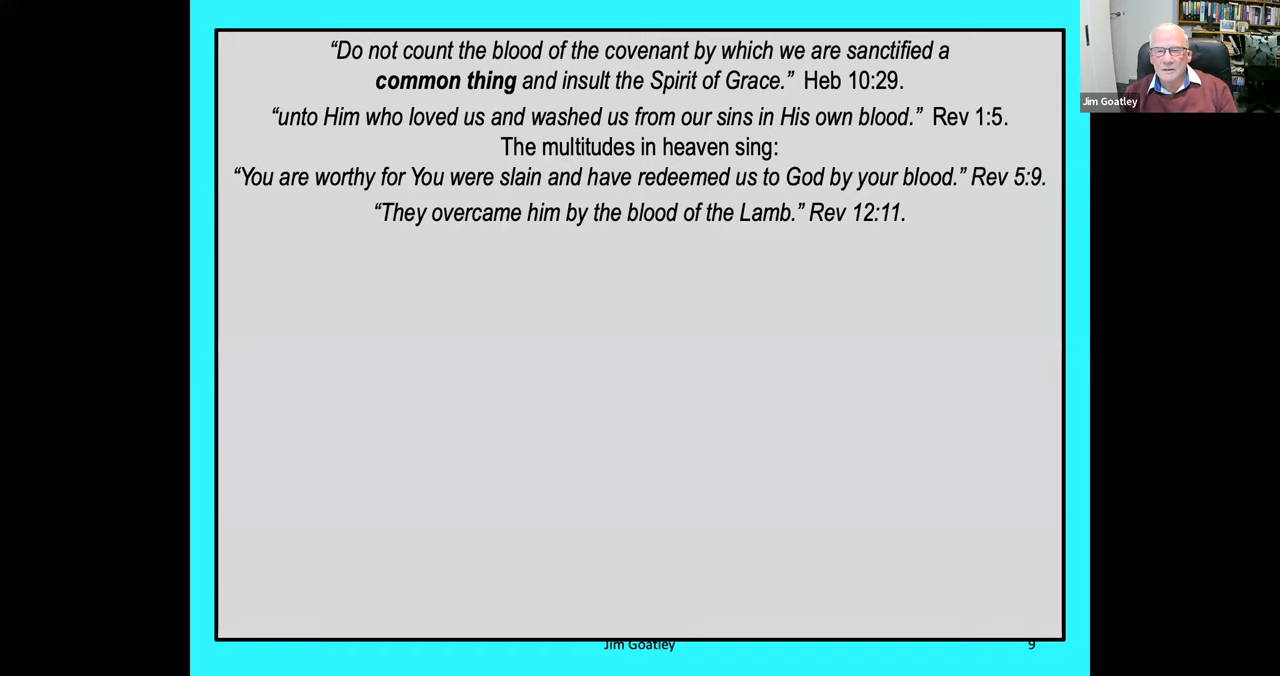 “Do not count the blood of the covenant by which we are sanctified a
common thing and insult the Spirit of Grace.” Heb 10:29.
“unto Him who loved us and washed us from our sins in His own blood.” Rev 1:5.
The multitudes in heaven sing:
“You are worthy for You were slain and have redeemed us to God by your blood.” Rev 5:9.
“They overcame him by the blood of the Lamb.” Rev 12:11.
Jim Goatley
9
Jim Goatley